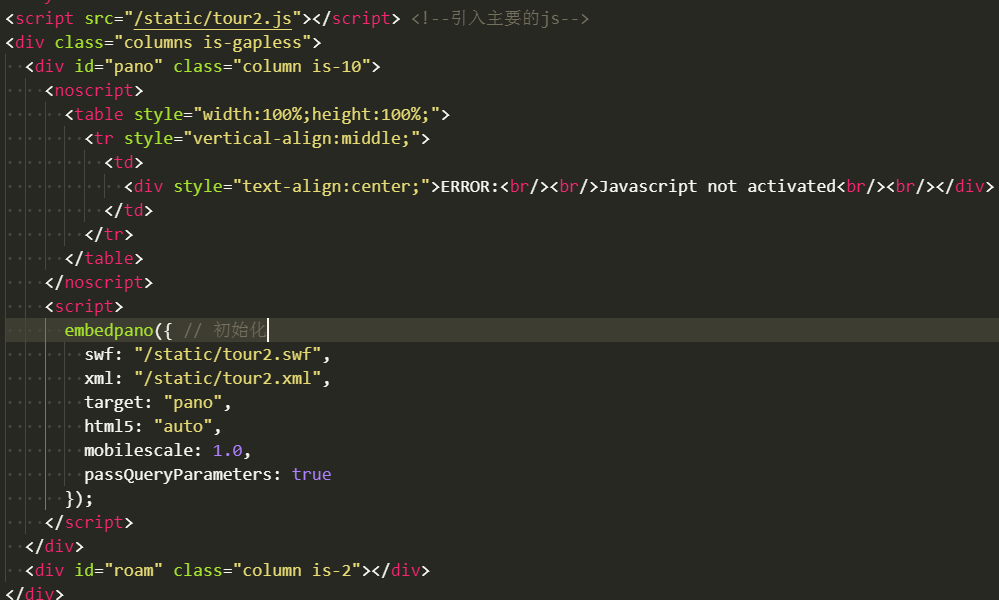 <script src="/static/tour2.js"></script> <!--引入主要的js-->
<div class="columns is-gapless">
<div id="pano" class="column is-10">
<noscript>
<table style="width:100%;height:100%;">
<tr style="vertical-align:middle;">
<td>
<div style="text-align:center;">ERROR:<br/><br/>Javascript not activated<br/><br/></div>
</td>
</tr>
</table>
</noscript>
<script>
embedpano({ // 初始化
swf: "/static/tour2.swf",
xml: "/static/tour2.xml",
target: "pano",
html5: "auto",
mobilescale: 1.0,
passQueryParameters: true
});
</script>
</div>
<div id="roam" class="column is-2"></div>
</div>